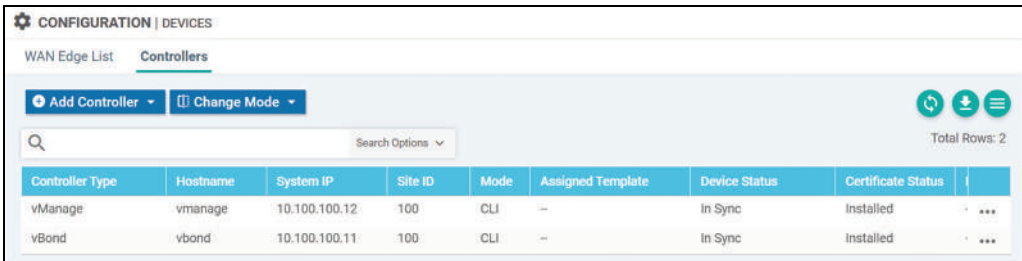 CONFIGURATION | DEVICES
WAN Edge List Controllers
Add Controller Change Mode
Search Options Total Rows: 2
Controller Type Hostname System IP Site ID Mode Assigned Template Device Status Certificate Status
vManage vmanage 10.100.100.12 100 CLI -- In Sync Installed
vBond vbond 10.100.100.11 100 CLI -- In Sync Installed